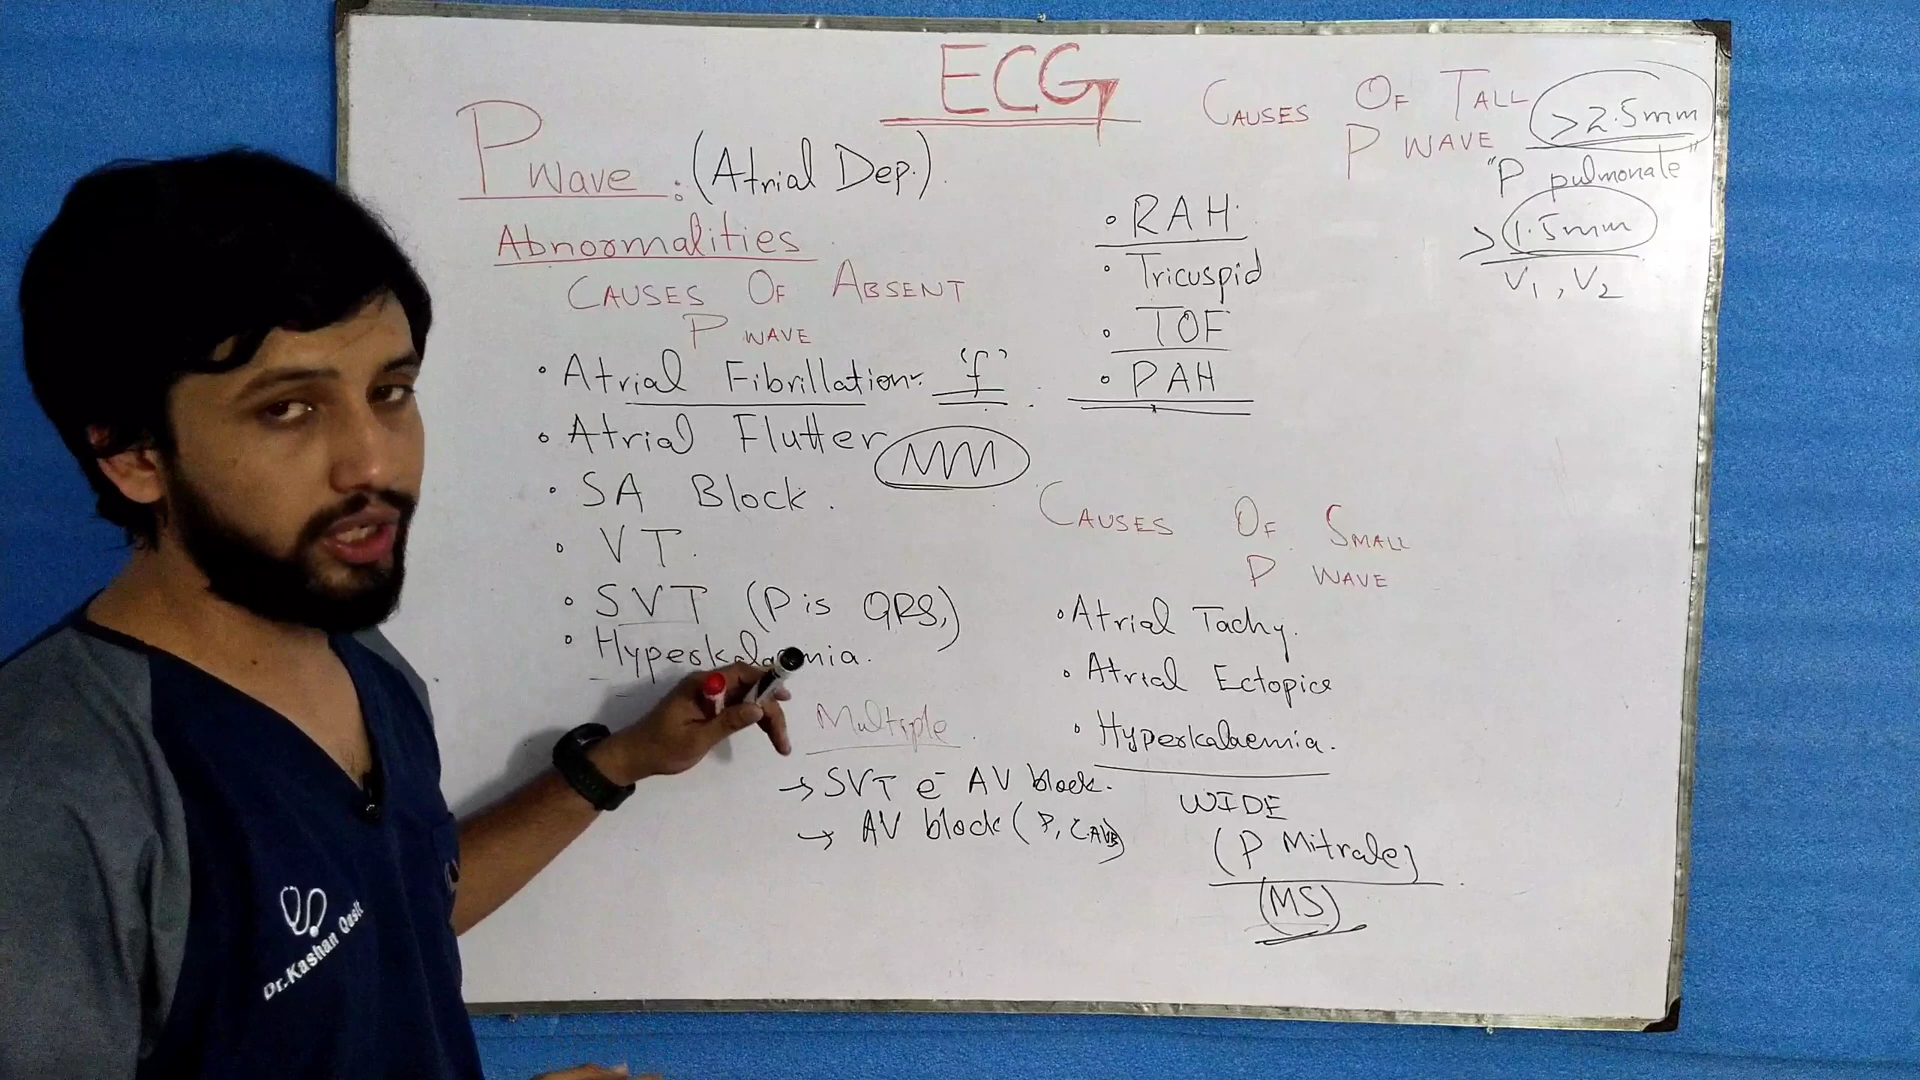 ECG
P wave : (Atrial Dep.)
Abnormalities
CAUSES OF ABSENT
P WAVE
• Atrial Fibrillation 'f'
• Atrial Flutter
• SA Block.
• VT.
• SVT (P is QRS,)
• Hyperkalaemia.
Multiple
→ SVT e AV block.
→ AV block (
CAUSES OF TALL
P WAVE >2.5mm
"P pulmonate"
> 1.5mm
V1, V2
• RAH
• Tricuspid
• TOF
• PAH
CAUSES OF SMALL
P WAVE
• Atrial Tachy.
• Atrial Ectopics
• Hyperkalaemia.
WIDE
(P Mitrale)
(MS)
Dr.Kashan Qasit